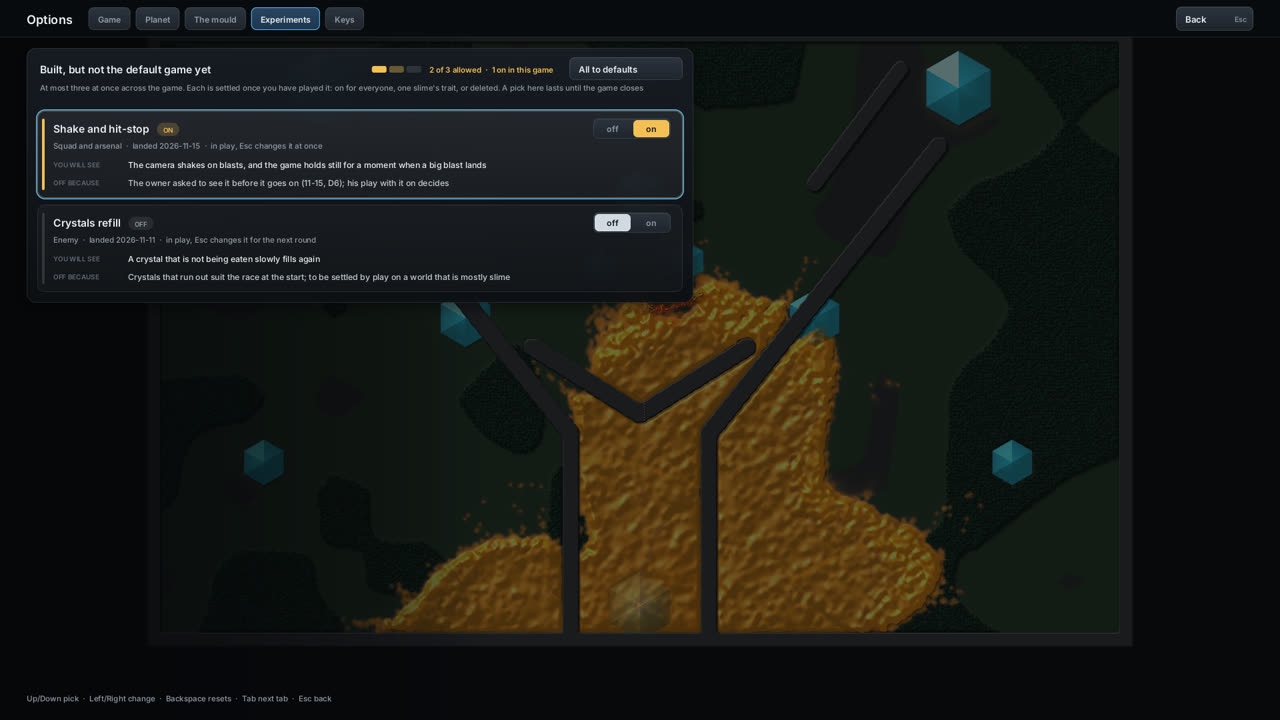 Options Game Planet The mould Experiments Keys Back Esc
Built, but not the default game yet 2 of 3 allowed · 1 on in this game All to defaults
At most three at once across the game. Each is settled once you have played it: on for everyone, one slime's trait, or deleted. A pick here lasts until the game closes
Shake and hit-stop ON off on
Squad and arsenal · landed 2026-11-15 · in play, Esc changes it at once
YOU WILL SEE The camera shakes on blasts, and the game holds still for a moment when a big blast lands
OFF BECAUSE The owner asked to see it before it goes on (11-15, D6); his play with it on decides
Crystals refill OFF off on
Enemy · landed 2026-11-11 · in play, Esc changes it for the next round
YOU WILL SEE A crystal that is not being eaten slowly fills again
OFF BECAUSE Crystals that run out suit the race at the start; to be settled by play on a world that is mostly slime
Up/Down pick · Left/Right change · Backspace resets · Tab next tab · Esc back